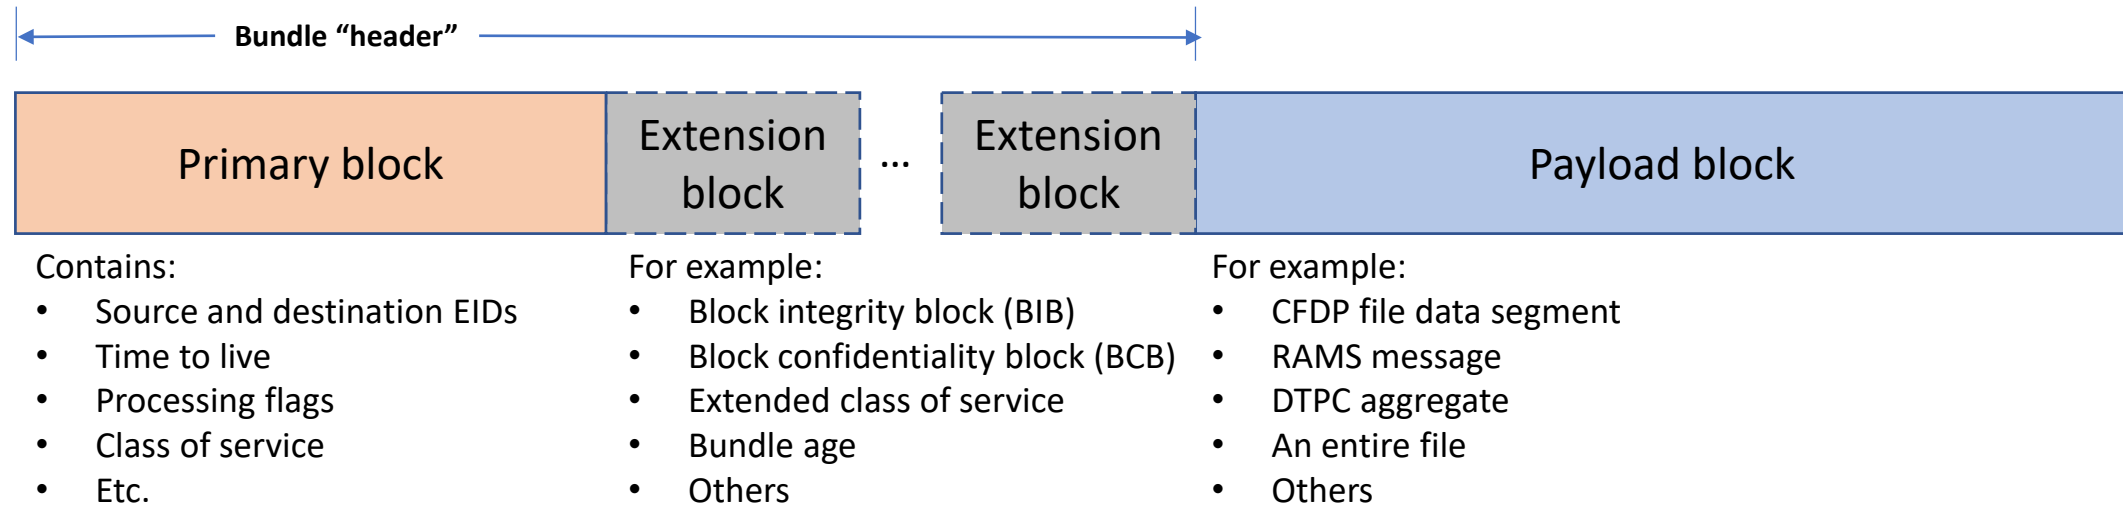 Bundle “header”
Primary block
Extension
block
...
Extension
block
Payload block
Contains:
• Source and destination EIDs
• Time to live
• Processing flags
• Class of service
• Etc.
For example:
• Block integrity block (BIB)
• Block confidentiality block (BCB)
• Extended class of service
• Bundle age
• Others
For example:
• CFDP file data segment
• RAMS message
• DTPC aggregate
• An entire file
• Others